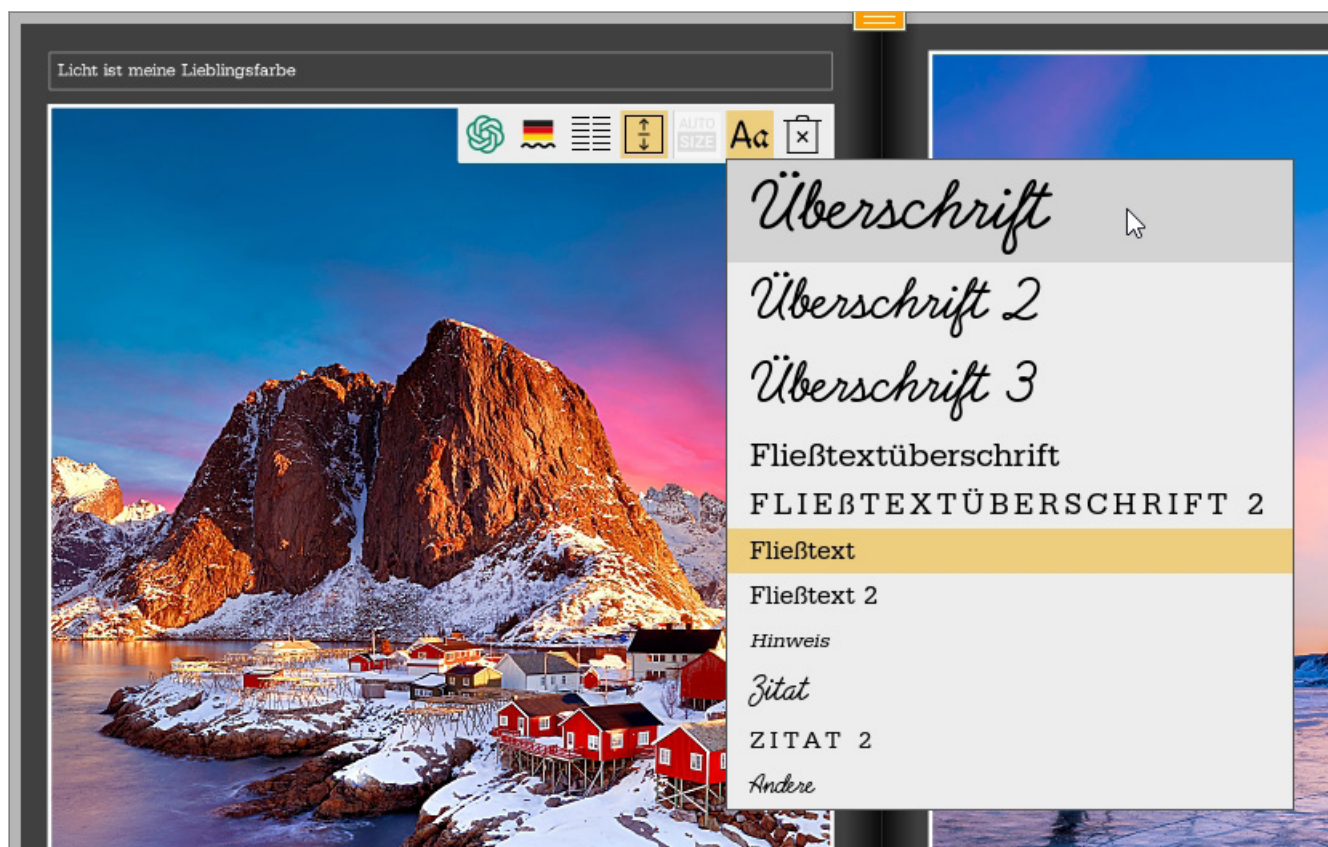 Licht ist meine Lieblingsfarbe
AUTO
SIZE
Aa
Überschrift
Überschrift 2
Überschrift 3
Fließtextüberschrift
FLIEßTEXTÜBERSCHRIFT 2
Fließtext
Fließtext 2
Hinweis
Zitat
ZITAT 2
Andere